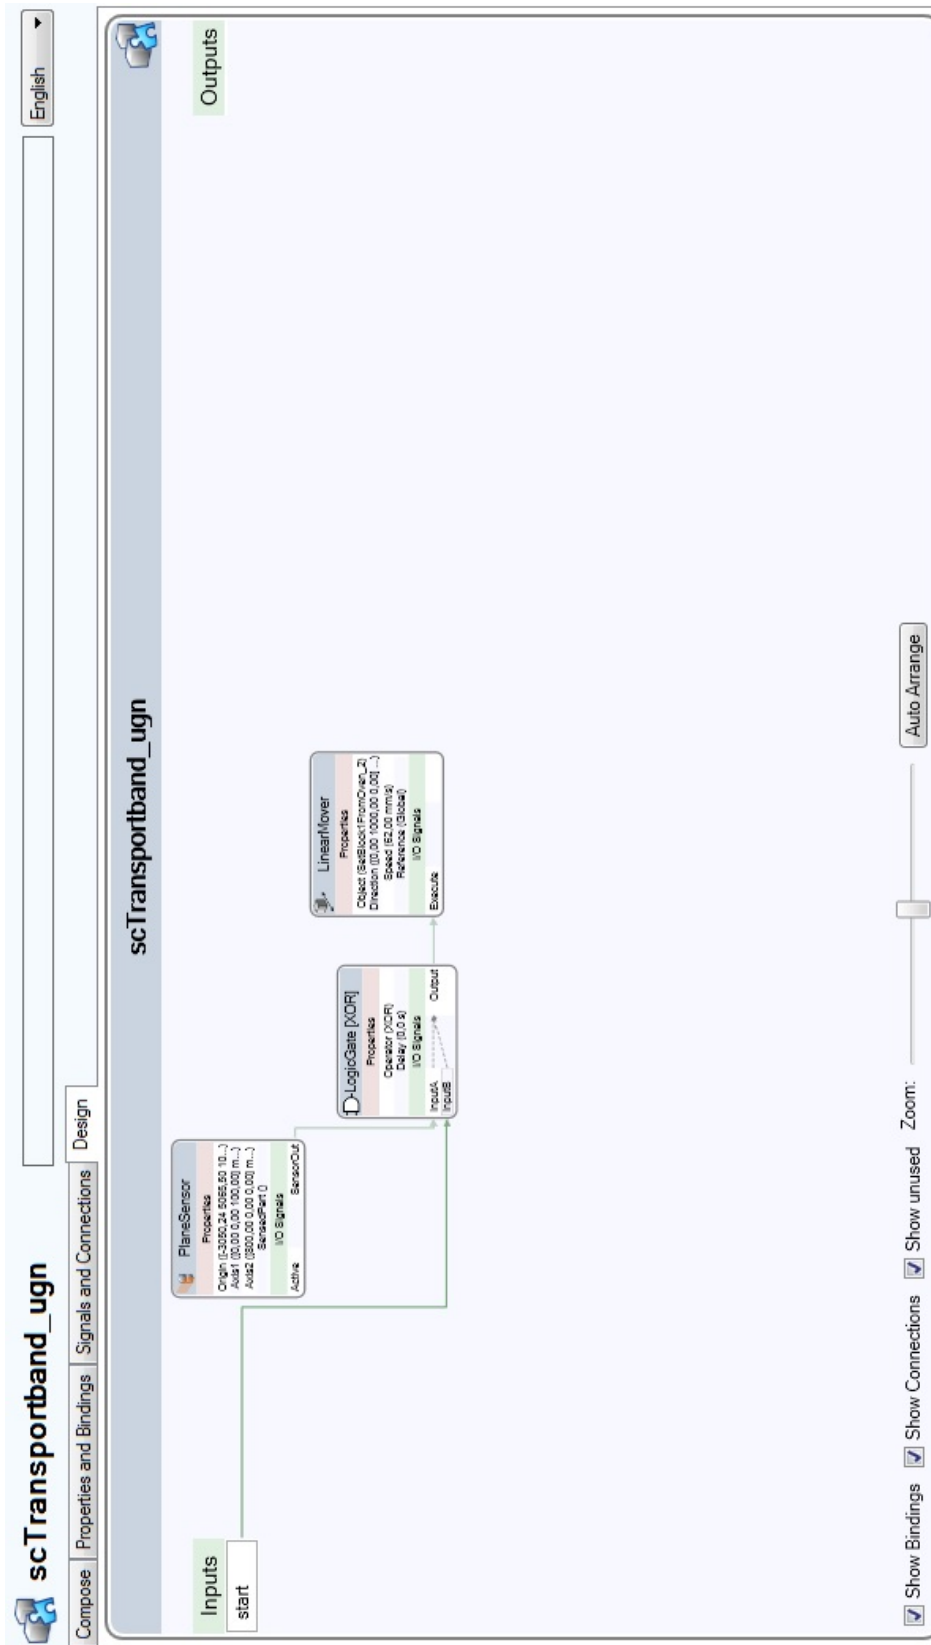 scTransportband_ugn
English
Compose
Properties and Bindings
Signals and Connections
Design
scTransportband_ugn
Inputs
Outputs
start
PlaneSensor
Properties
Origin ([-3050,24 5065,50 10...)
Axis1 ([0,00 0,00 100,00] m...)
Axis2 ([800,00 0,00 0,00] m...)
SensedPart ()
I/O Signals
Active
SensorOut
LogicGate [XOR]
Properties
Operator (XOR)
Delay (0,0 s)
I/O Signals
InputA
InputB
Output
LinearMover
Properties
Object (GetBlock1FromOven_2)
Direction ([0,00 1000,00 0,00] ...)
Speed (62,00 mm/s)
Reference (Global)
I/O Signals
Execute
Show Bindings
Show Connections
Show unused
Zoom:
Auto Arrange